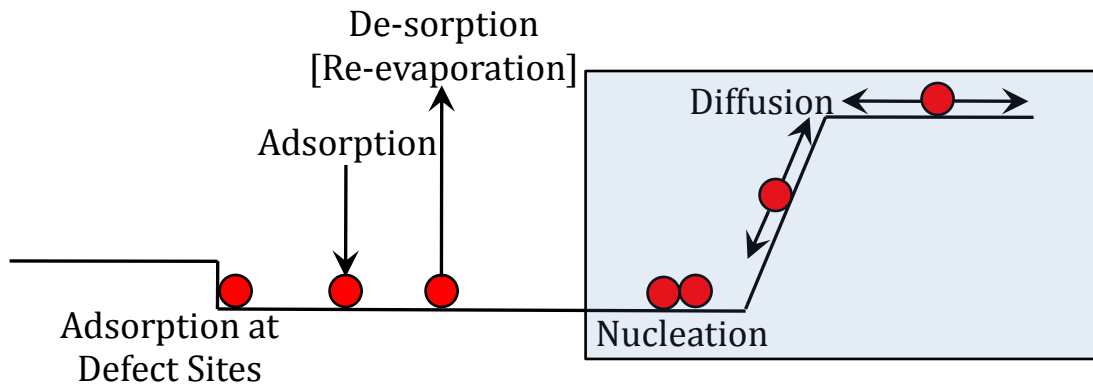 De-sorption
[Re-evaporation]
Diffusion
Adsorption
Adsorption at
Defect Sites
Nucleation